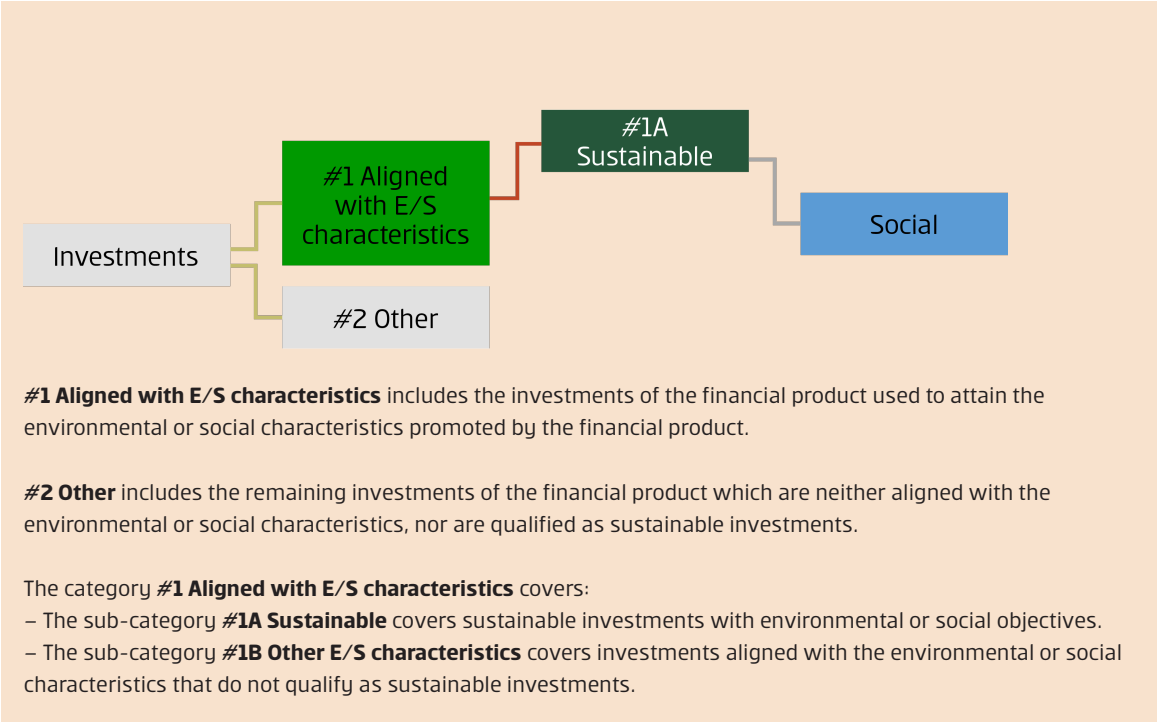 #1A
Sustainable
#1 Aligned
with E/S
characteristics
Social
Investments
#2 Other
#1 Aligned with E/S characteristics includes the investments of the financial product used to attain the
environmental or social characteristics promoted by the financial product.
#2 Other includes the remaining investments of the financial product which are neither aligned with the
environmental or social characteristics, nor are qualified as sustainable investments.
The category #1 Aligned with E/S characteristics covers:
– The sub-category #1A Sustainable covers sustainable investments with environmental or social objectives.
– The sub-category #1B Other E/S characteristics covers investments aligned with the environmental or social
characteristics that do not qualify as sustainable investments.